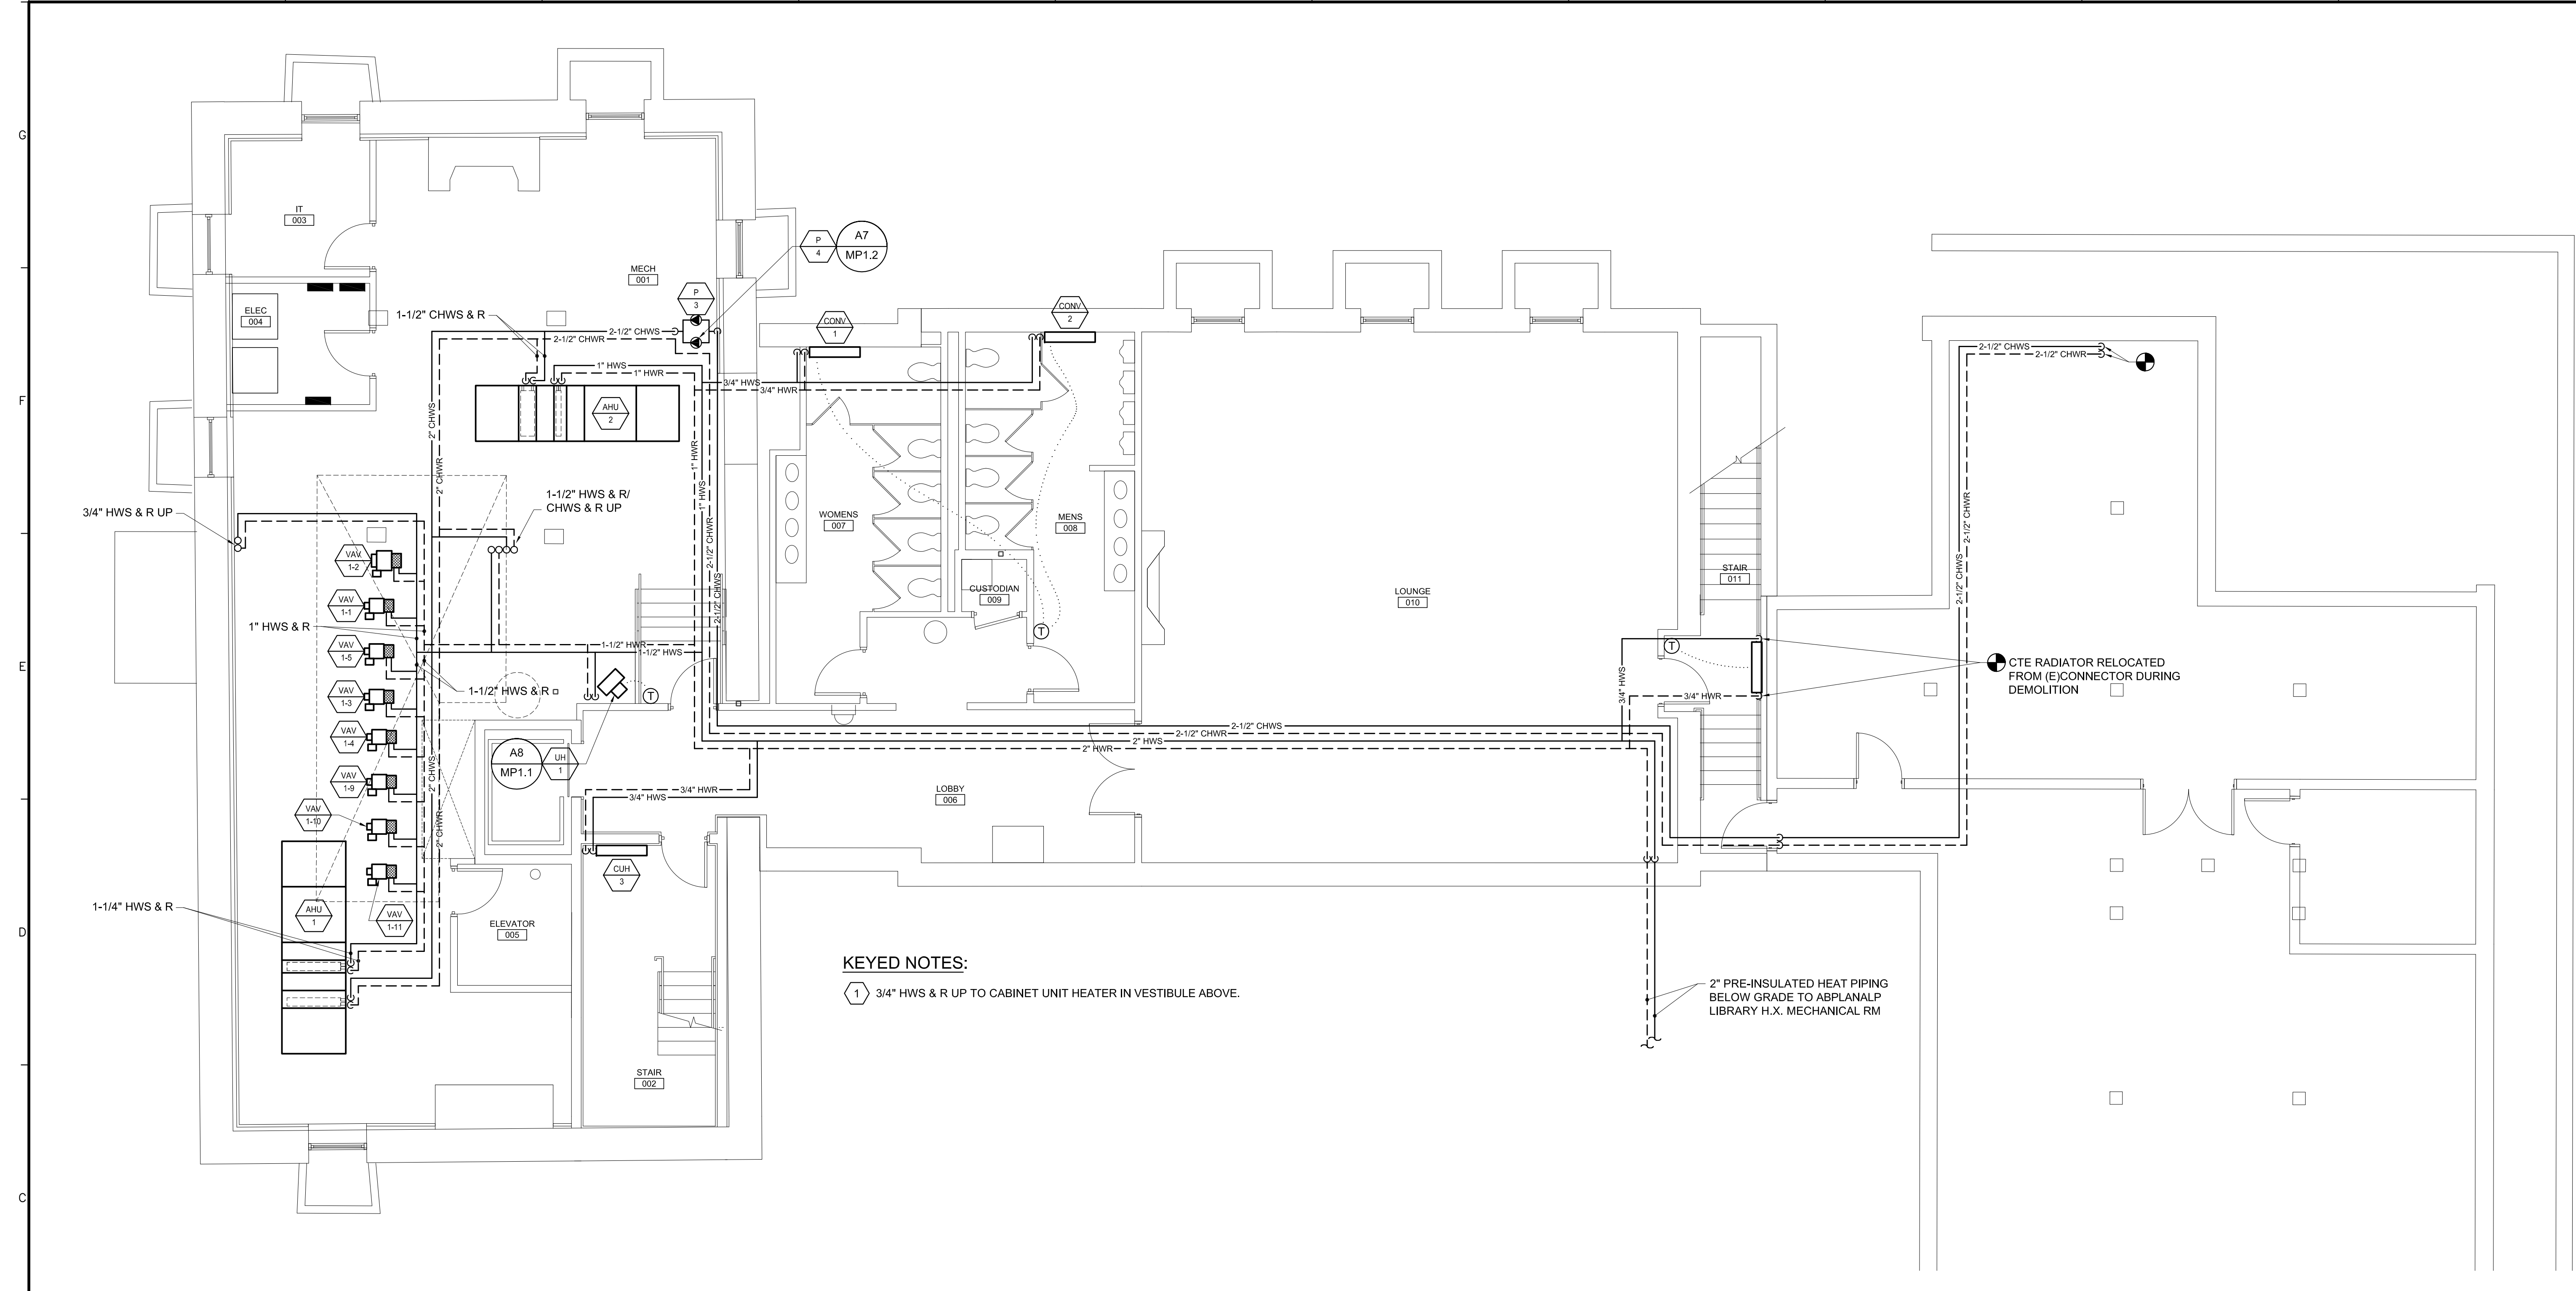 G
F
E
D
C
IT
003
MECH
001
ELEC
004
P
4
A7
MP1.2
P
3
1-1/2" CHWS & R
2-1/2" CHWS
2-1/2" CHWR
1" HWS
1" HWR
AHU
2
2" CHWS
2" CHWR
1" HWR
1" HWS
2-1/2" CHWR
2-1/2" CHWS
3/4" HWS
3/4" HWR
CONV
1
CONV
2
1-1/2" HWS & R/
CHWS & R UP
3/4" HWS & R UP
VAV
1-2
VAV
1-1
1" HWS & R
VAV
1-5
VAV
1-3
VAV
1-4
VAV
1-9
VAV
1-10
VAV
1-11
1-1/2" HWR
1-1/2" HWS
1-1/2" HWS & R
T
A8
MP1.1
UH
1
2" CHWS
2" CHWR
AHU
1
1-1/4" HWS & R
ELEVATOR
005
CUH
3
3/4" HWR
3/4" HWS
STAIR
002
WOMENS
007
MENS
008
CUSTODIAN
009
T
LOUNGE
010
LOBBY
006
2-1/2" CHWS
2-1/2" CHWR
2" HWS
2" HWR
STAIR
011
T
3/4" HWS
3/4" HWR
2-1/2" CHWS
2-1/2" CHWR
2-1/2" CHWR
2-1/2" CHWS
CTE RADIATOR RELOCATED
FROM (E)CONNECTOR DURING
DEMOLITION
KEYED NOTES:
1 3/4" HWS & R UP TO CABINET UNIT HEATER IN VESTIBULE ABOVE.
2" PRE-INSULATED HEAT PIPING
BELOW GRADE TO ABPLANALP
LIBRARY H.X. MECHANICAL RM